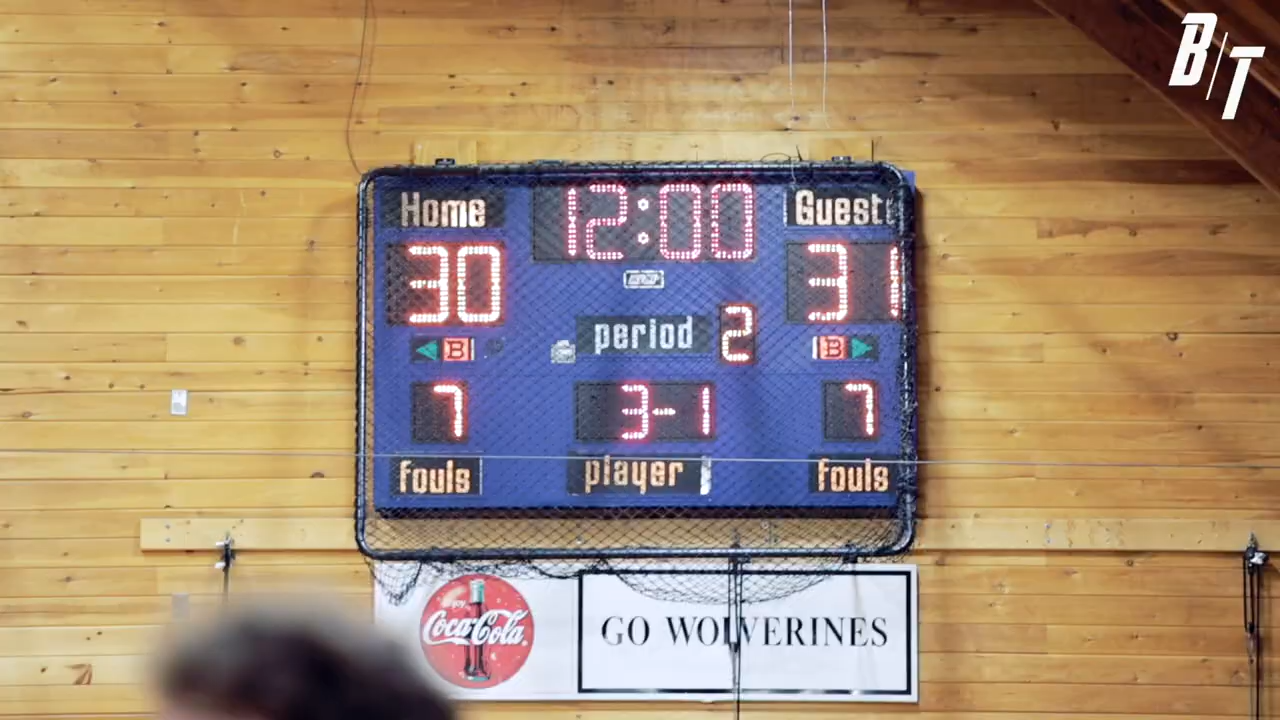 B/T
Home 12:00 Guest
30 31
period 2
B B
7 3-1 7
fouls player fouls
Enjoy
Coca-Cola
GO WOLVERINES